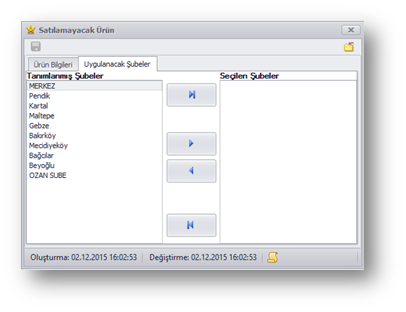 Satılamayacak Ürün
Ürün Bilgileri
Uygulanacak Şubeler
Tanımlanmış Şubeler
Seçilen Şubeler
MERKEZ
Pendik
Kartal
Maltepe
Gebze
Bakırköy
Mecidiyeköy
Bağcılar
Beyoğlu
OZAN SUBE
Oluşturma: 02.12.2015 16:02:53
Değiştirme: 02.12.2015 16:02:53